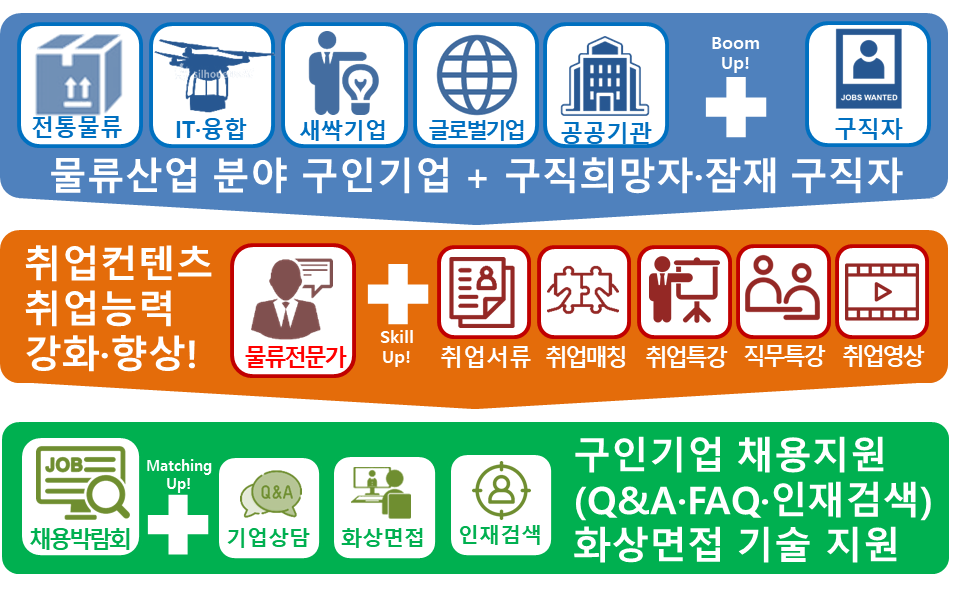 Boom
Up!
silhouette
JOBS WANTED
전통물류
IT·융합
새싹기업
글로벌기업
공공기관
구직자
물류산업 분야 구인기업 + 구직희망자·잠재 구직자
취업컨텐츠
취업능력
강화·향상!
물류전문가
Skill
Up!
취업서류
취업매칭
취업특강
직무특강
취업영상
JOB
채용박람회
Matching
Up!
Q&A
기업상담
화상면접
인재검색
구인기업 채용지원
(Q&A·FAQ·인재검색)
화상면접 기술 지원